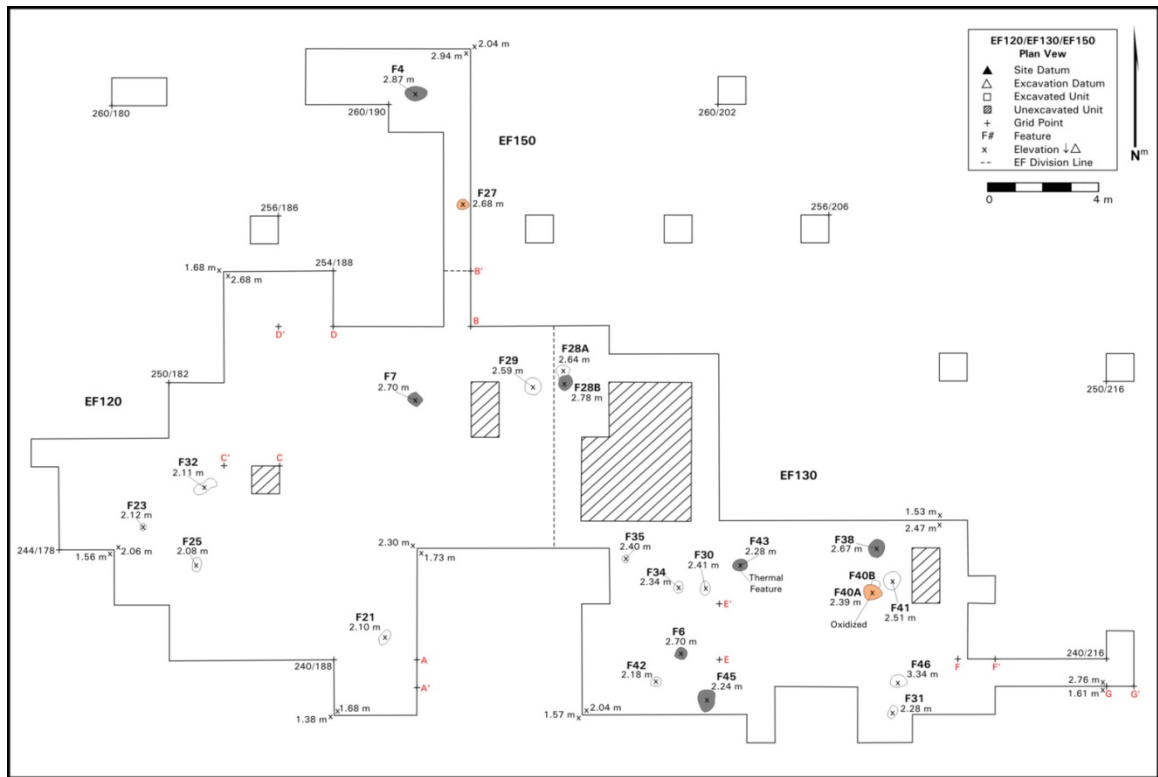 2.04 m
2.94 m
EF120/EF130/EF150
Plan Vew
Site Datum
Excavation Datum
Excavated Unit
Unexcavated Unit
Grid Point
F# Feature
x Elevation ↓△
EF Division Line
Nm
0 4 m
F4
2.87 m
260/180
260/190
260/202
EF150
F27
2.68 m
256/186
256/206
254/188
1.68 m
2.68 m
B'
D'
D
B
F28A
2.64 m
F29
2.59 m
F28B
2.78 m
F7
2.70 m
250/182
250/216
EF120
C'
C
F32
2.11 m
EF130
F23
2.12 m
1.53 m
2.47 m
F25
2.08 m
244/178
1.56 m
2.06 m
2.30 m
1.73 m
F35
2.40 m
F30
2.41 m
F43
2.28 m
Thermal
Feature
F38
2.67 m
F34
2.34 m
F40B
F40A
2.39 m
Oxidized
F41
2.51 m
E'
F21
2.10 m
F6
2.70 m
240/188
A
A'
E
F
F'
240/216
F42
2.18 m
F45
2.24 m
F46
3.34 m
2.76 m
1.61 m
G
G'
F31
2.28 m
1.68 m
1.38 m
1.57 m
2.04 m